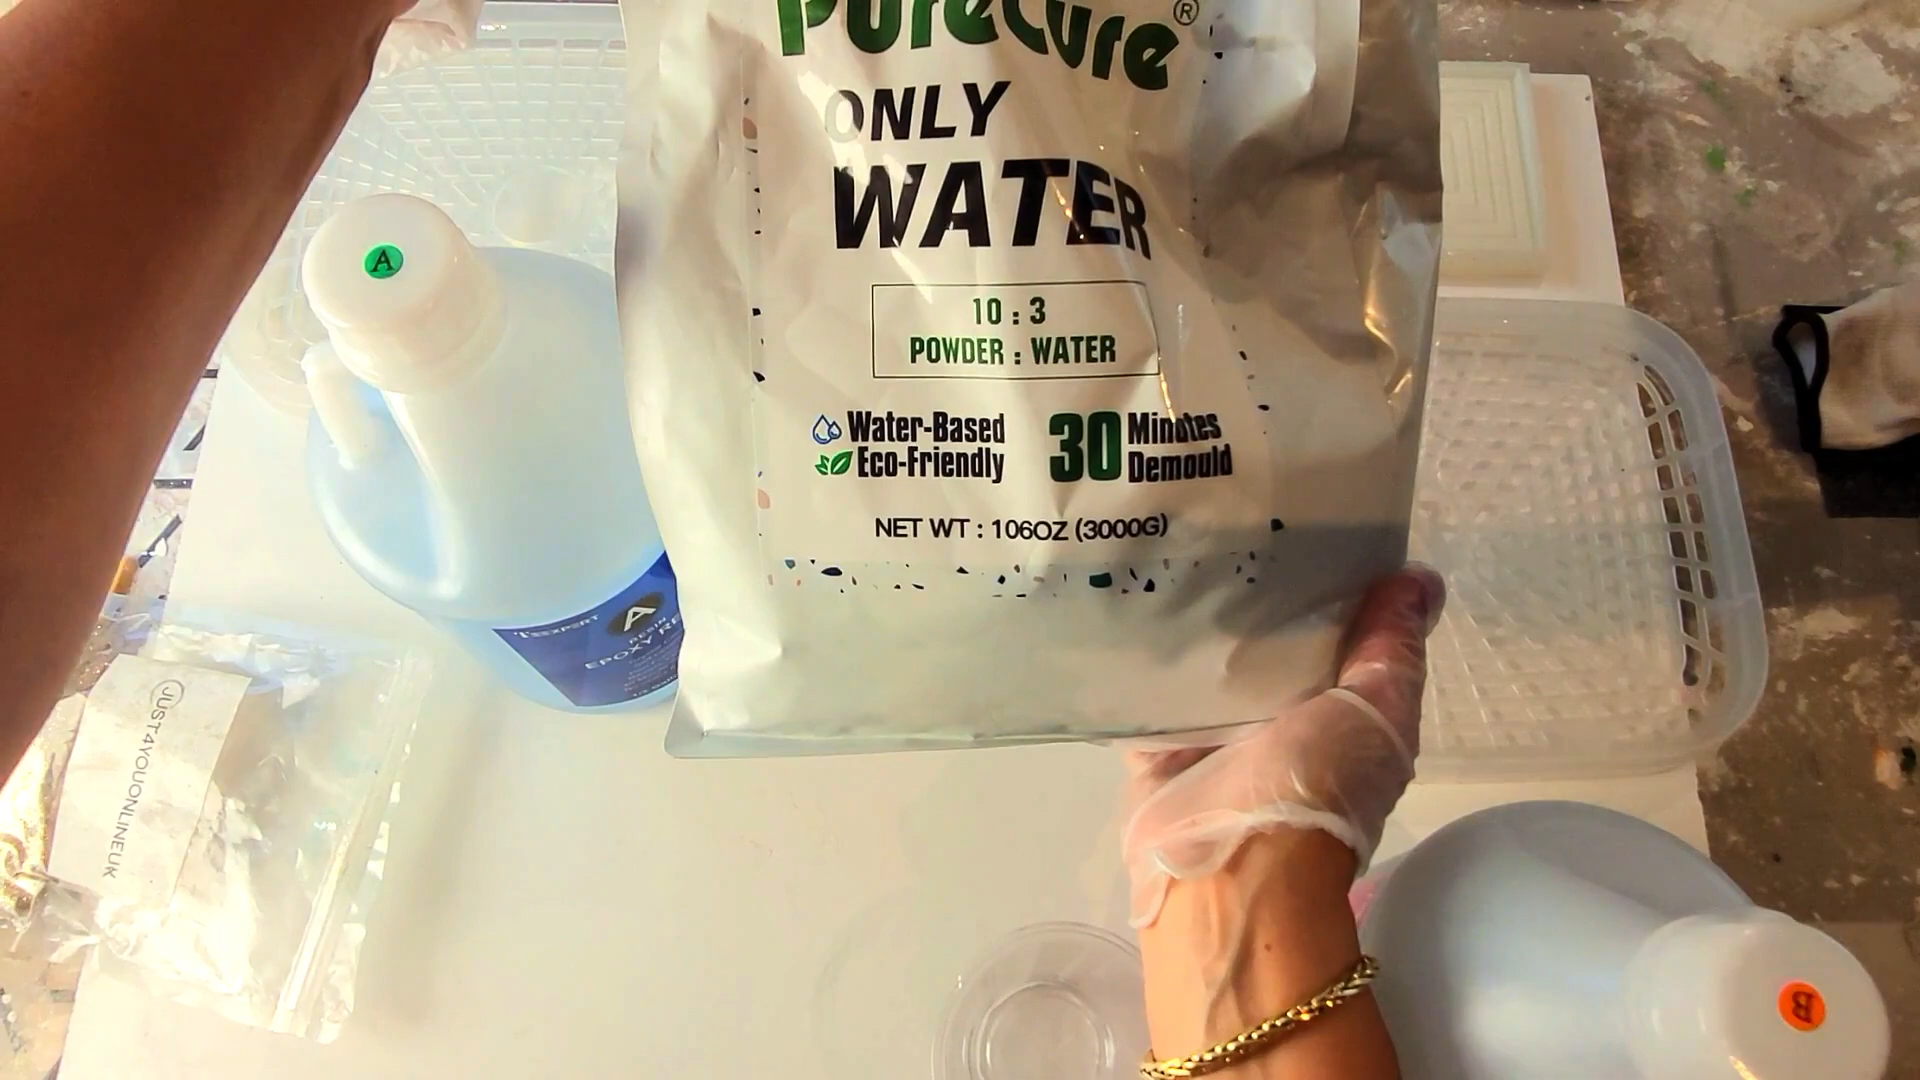 PureCure®
ONLY
WATER
10 : 3
POWDER : WATER
Water-Based
Eco-Friendly
30 Minutes
Demould
NET WT : 106OZ (3000G)
A
A
RESIN
JUST4YOUONLINEUK
B